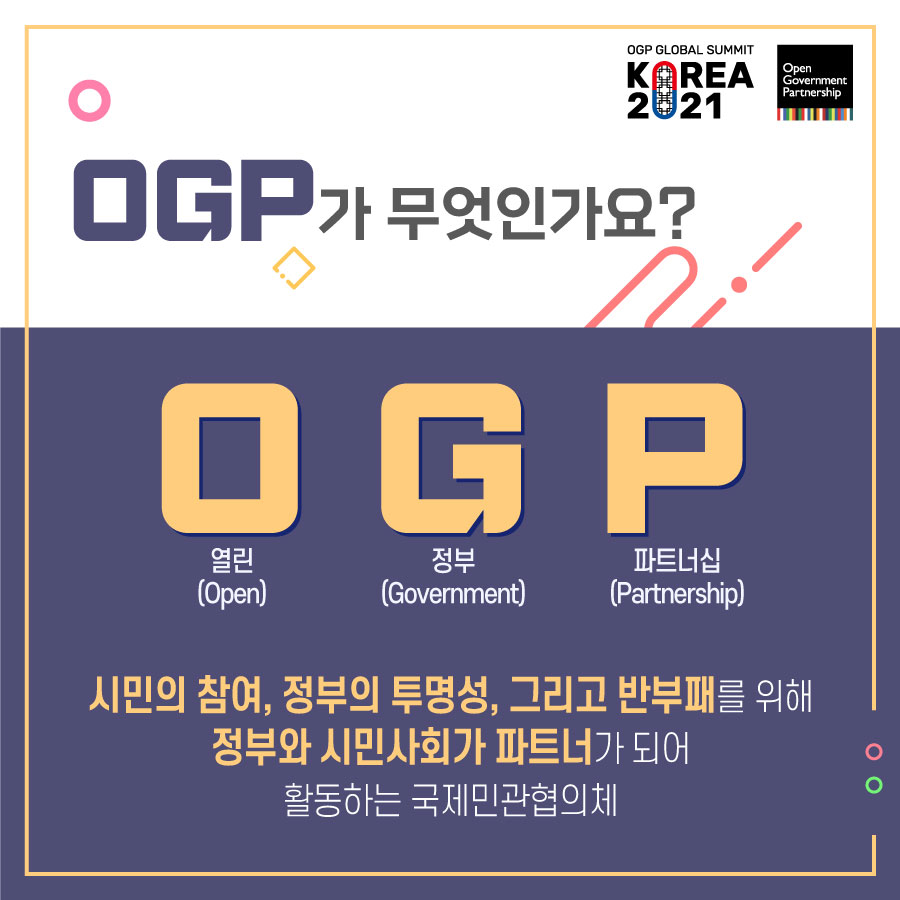 OGP GLOBAL SUMMIT
KOREA
2021
Open
Government
Partnership
OGP가 무엇인가요?
O G P
열린 정부 파트너십
(Open) (Government) (Partnership)
시민의 참여, 정부의 투명성, 그리고 반부패를 위해
정부와 시민사회가 파트너가 되어
활동하는 국제민관협의체